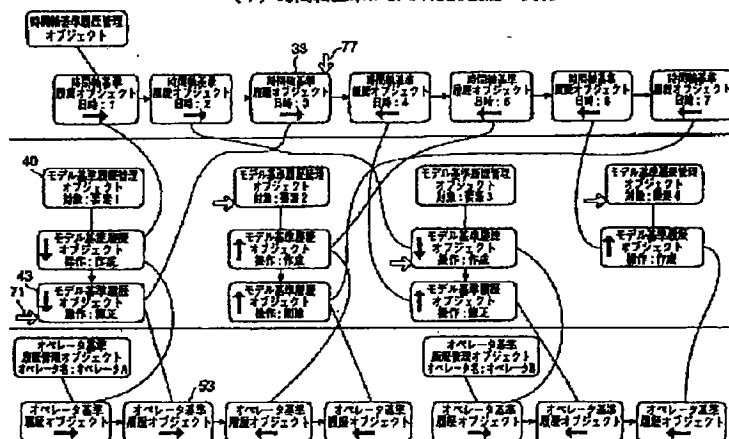 時間軸基準履歴管理
オブジェクト
38
77
時間軸基準
履歴オブジェクト
日時:1
時間軸基準
履歴オブジェクト
日時:2
時間軸基準
履歴オブジェクト
日時:3
時間軸基準
履歴オブジェクト
日時:4
時間軸基準
履歴オブジェクト
日時:5
時間軸基準
履歴オブジェクト
日時:6
時間軸基準
履歴オブジェクト
日時:7
40
モデル基準履歴管理
オブジェクト
対象:要素1
モデル基準履歴管理
オブジェクト
対象:要素2
モデル基準履歴管理
オブジェクト
対象:要素3
モデル基準履歴管理
オブジェクト
対象:要素4
モデル基準履歴
オブジェクト
操作:作成
モデル基準履歴
オブジェクト
操作:作成
モデル基準履歴
オブジェクト
操作:作成
モデル基準履歴
オブジェクト
操作:作成
43
71
モデル基準履歴
オブジェクト
操作:修正
モデル基準履歴
オブジェクト
操作:削除
モデル基準履歴
オブジェクト
操作:修正
オペレータ基準
履歴管理オブジェクト
オペレータ名:オペレータA
オペレータ基準
履歴管理オブジェクト
オペレータ名:オペレータB
53
オペレータ基準
履歴オブジェクト
オペレータ基準
履歴オブジェクト
オペレータ基準
履歴オブジェクト
オペレータ基準
履歴オブジェクト
オペレータ基準
履歴オブジェクト
オペレータ基準
履歴オブジェクト
オペレータ基準
履歴オブジェクト